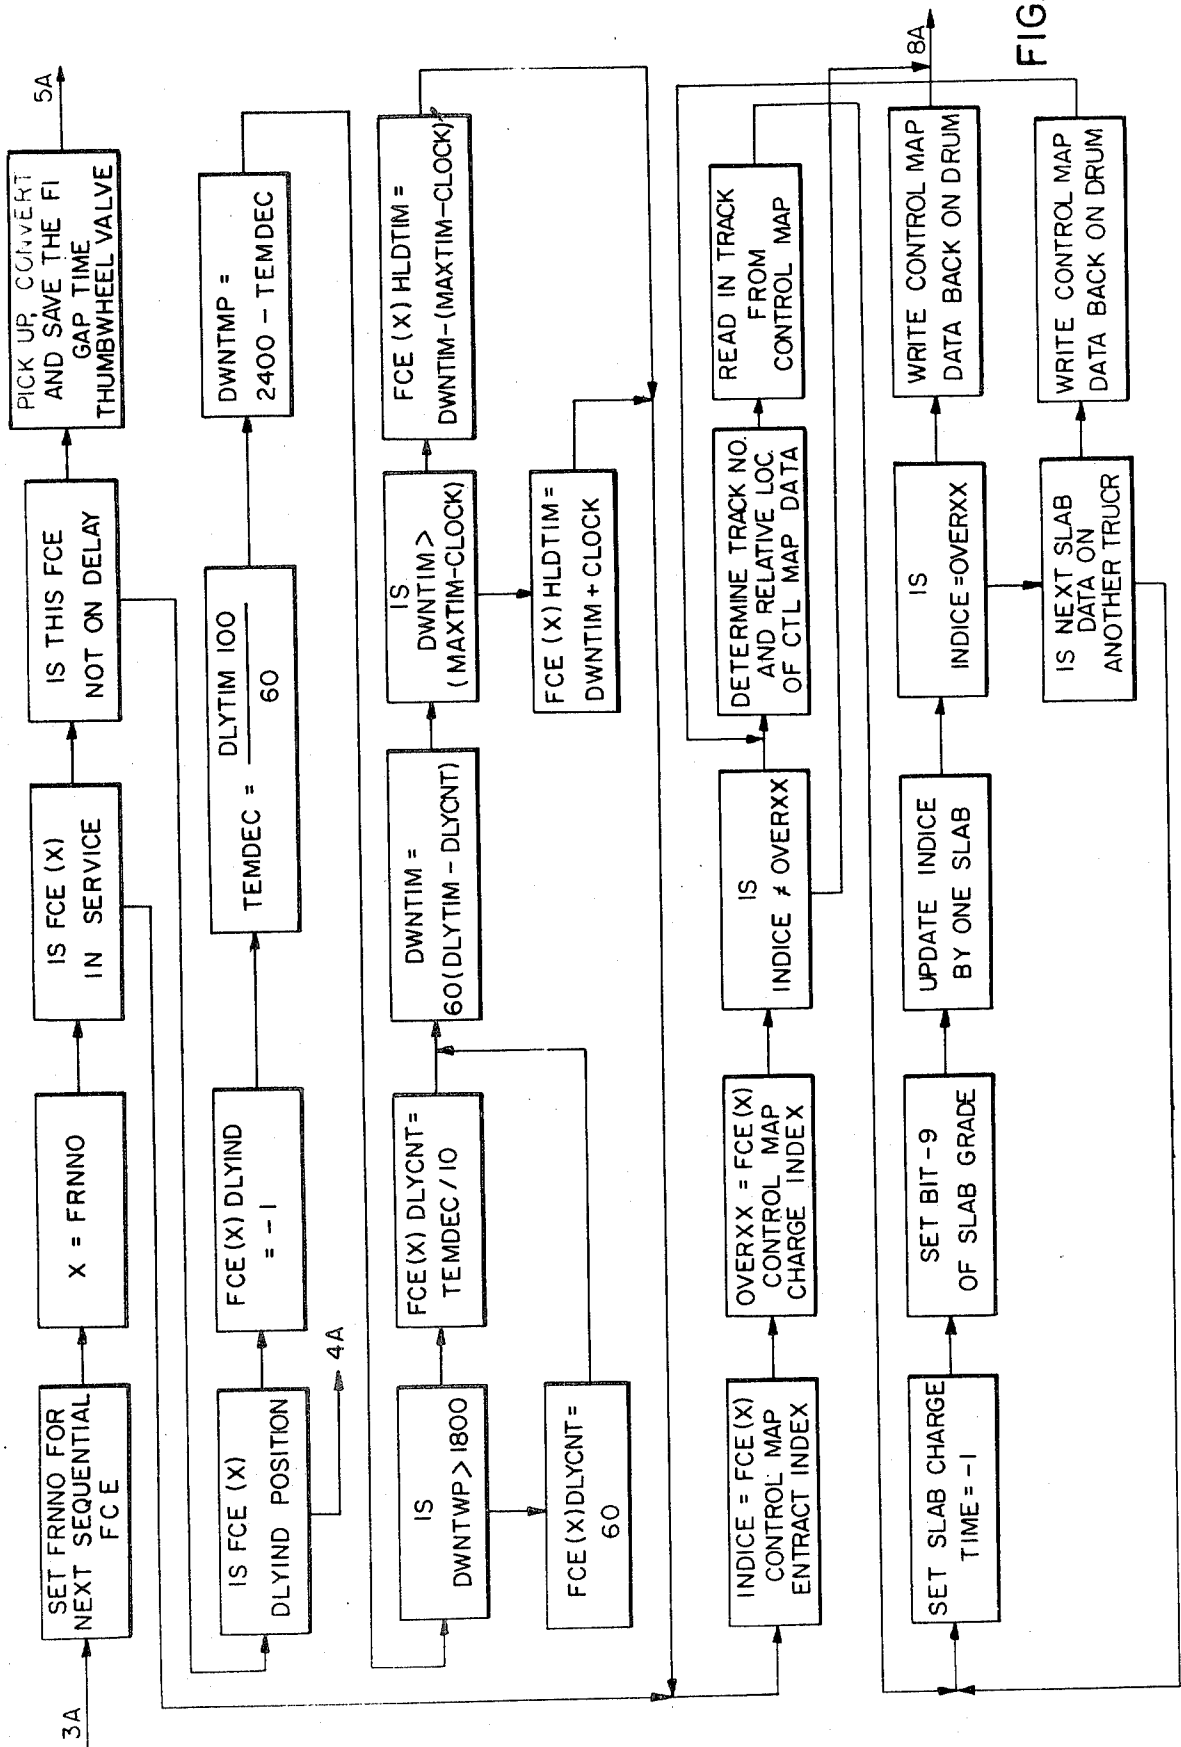 3A
SET FRNNO FOR
NEXT SEQUENTIAL
FCE
X = FRNNO
IS FCE (X)
IN SERVICE
IS THIS FCE
NOT ON DELAY
PICK UP, CONVERT
AND SAVE THE FI
GAP TIME
THUMBWHEEL VALVE
5A
IS FCE (X)
DLYIND POSITION
4A
FCE(X) DLYIND
= -1
TEMDEC = DLYTIM 100
60
DWNTMP =
2400 - TEMDEC
IS
DWNTWP > 1800
FCE(X) DLYCNT=
60
FCE(X) DLYCNT=
TEMDEC / 10
DWNTIM =
60(DLYTIM - DLYCNT)
IS
DWNTIM >
(MAXTIM-CLOCK)
FCE (X) HLDTIM =
DWNTIM + CLOCK
FCE (X) HLDTIM =
DWNTIM-(MAXTIM-CLOCK)
INDICE = FCE(X)
CONTROL MAP
ENTRACT INDEX
OVERXX = FCE(X)
CONTROL MAP
CHARGE INDEX
IS
INDICE ≠ OVERXX
DETERMINE TRACK NO.
AND RELATIVE LOC.
OF CTL MAP DATA
READ IN TRACK
FROM
CONTROL MAP
SET SLAB CHARGE
TIME = -1
SET BIT-9
OF SLAB GRADE
UPDATE INDICE
BY ONE SLAB
IS
INDICE = OVERXX
WRITE CONTROL MAP
DATA BACK ON DRUM
8A
IS NEXT SLAB
DATA ON
ANOTHER TRUCR
WRITE CONTROL MAP
DATA BACK ON DRUM
FIG.